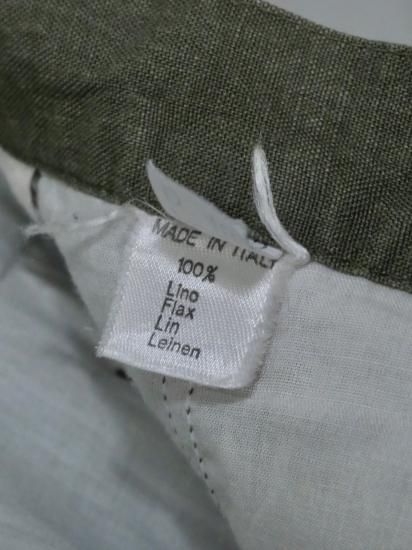 MADE IN ITALY
100%
Lino
Flax
Lin
Leinen